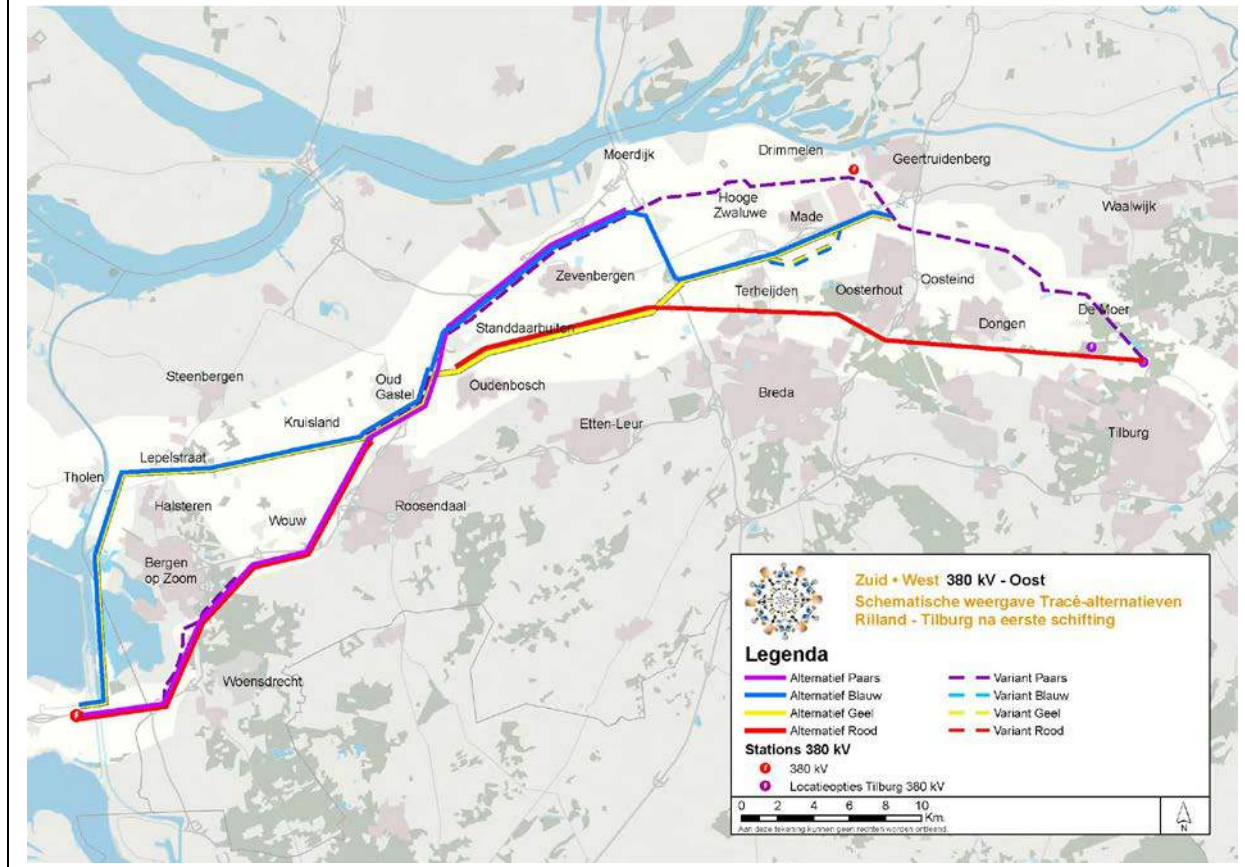 Moerdijk
Drimmelen
Geertruidenberg
Hooge
Zwaluwe
Made
Waalwijk
Zevenbergen
Terheijden
Oosterhout
Oosteind
De Moer
Standdaarbuiten
Dongen
Steenbergen
Oud
Gastel
Oudenbosch
Breda
Kruisland
Etten-Leur
Tilburg
Lepelstraat
Tholen
Halsteren
Roosendaal
Wouw
Bergen
op Zoom
Woensdrecht
Zuid • West 380 kV - Oost
Schematische weergave Tracé-alternatieven
Rilland - Tilburg na eerste schifting
Legenda
Alternatief Paars
Variant Paars
Alternatief Blauw
Variant Blauw
Alternatief Geel
Variant Geel
Alternatief Rood
Variant Rood
Stations 380 kV
380 kV
Locatieopties Tilburg 380 kV
0 2 4 6 8 10
Km.
Aan deze tekening kunnen geen rechten worden ontleend.
N